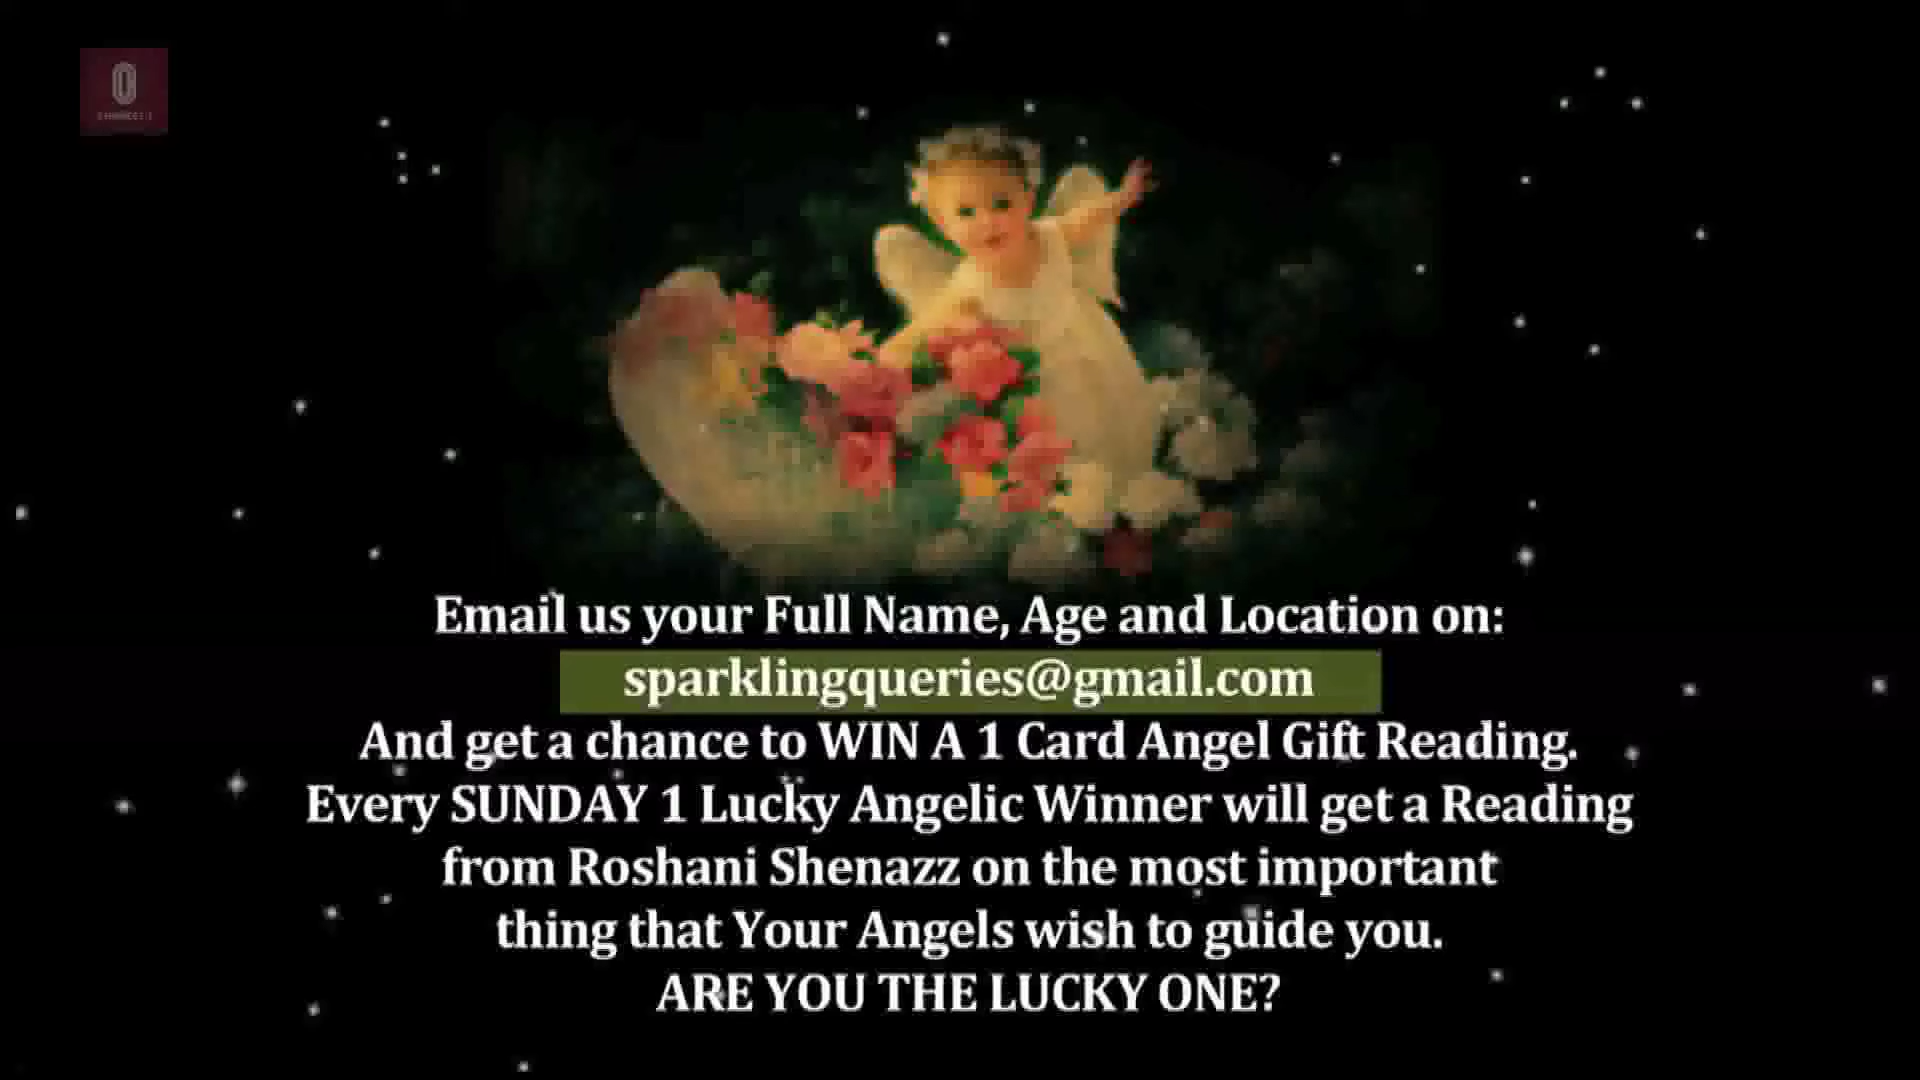 Email us your Full Name, Age and Location on:
sparklingqueries@gmail.com
And get a chance to WIN A 1 Card Angel Gift Reading.
Every SUNDAY 1 Lucky Angelic Winner will get a Reading
from Roshani Shenazz on the most important
thing that Your Angels wish to guide you.
ARE YOU THE LUCKY ONE?